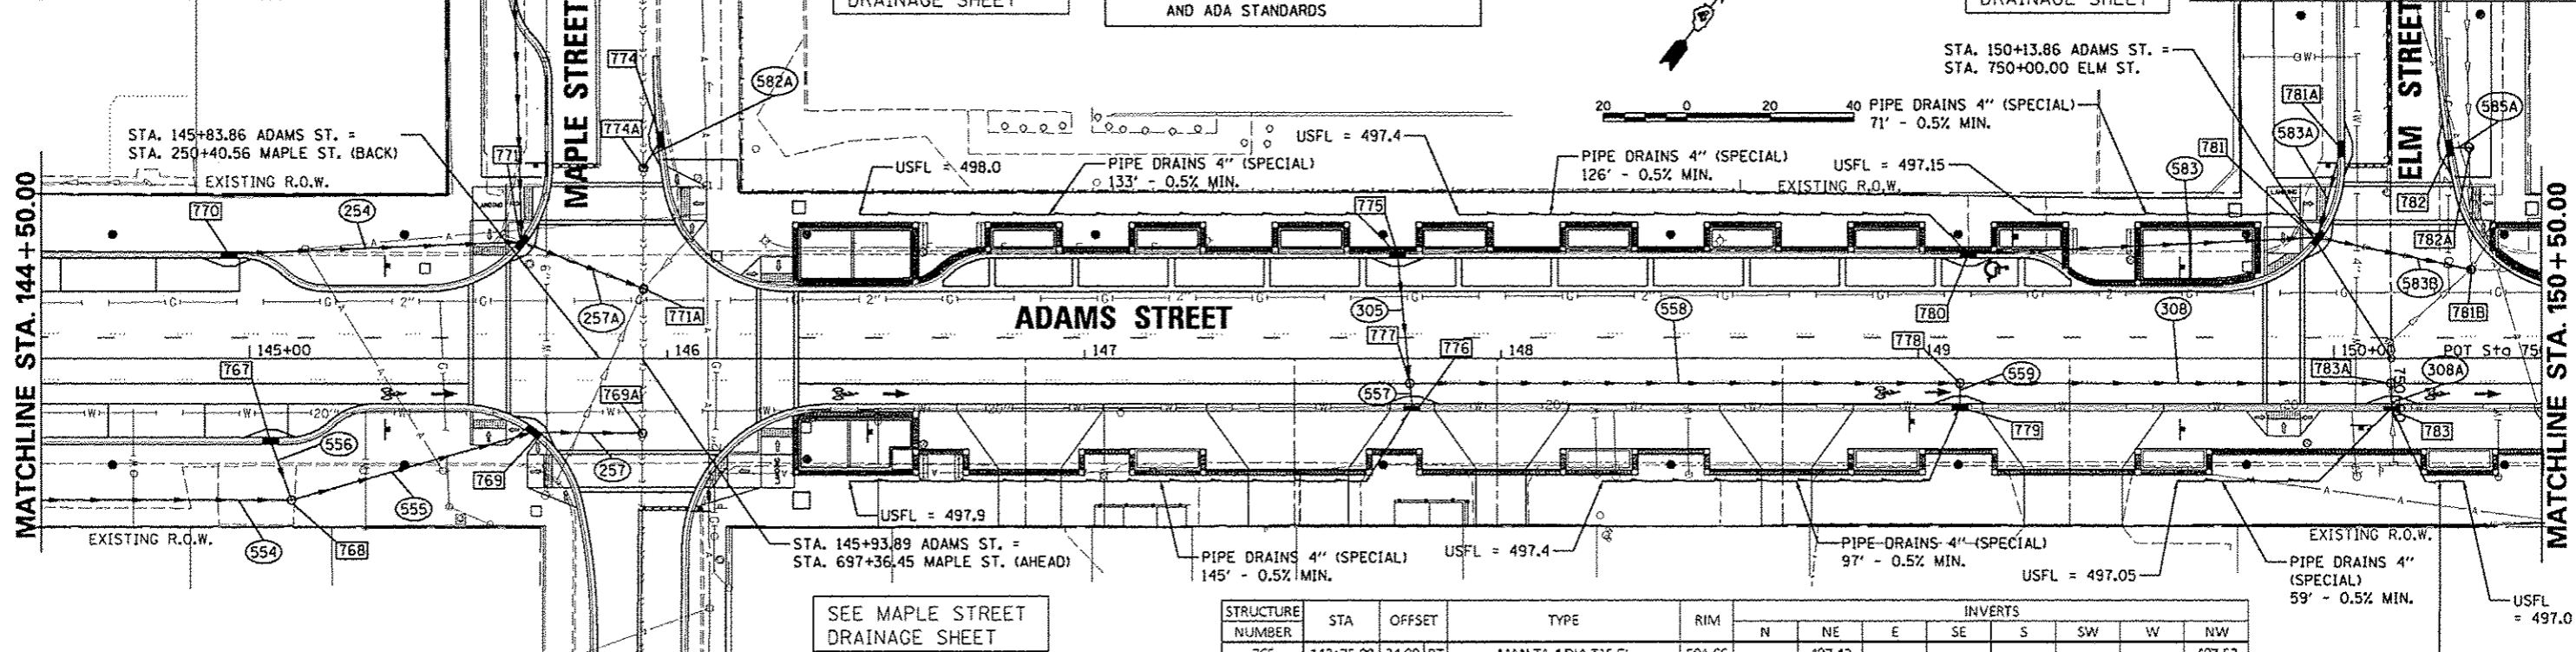 DRAINAGE SHEET
AND ADA STANDARDS
DRAINAGE SHEET
MAPLE STREET
ELM STREET
STA. 150+13.86 ADAMS ST. =
STA. 750+00.00 ELM ST.
20 0 20 40
PIPE DRAINS 4" (SPECIAL)
71' - 0.5% MIN.
774
582A
774A
781A
585A
583A
STA. 145+83.86 ADAMS ST. =
STA. 250+40.56 MAPLE ST. (BACK)
771
EXISTING R.O.W.
USFL = 498.0
PIPE DRAINS 4" (SPECIAL)
133' - 0.5% MIN.
USFL = 497.4
PIPE DRAINS 4" (SPECIAL)
126' - 0.5% MIN.
USFL = 497.15
EXISTING R.O.W.
781
583
782
770
254
775
782A
MATCHLINE STA. 144+50.00
MATCHLINE STA. 150+50.00
LANDING
LANDING
257A
771A
ADAMS STREET
305
558
780
308
583B
781B
777
776
778
145+00
146
147
148
149
150+00
POT Sta 75
767
769A
557
559
783A
308A
750
556
555
769
257
779
783
554
768
EXISTING R.O.W.
USFL = 497.9
STA. 145+93.89 ADAMS ST. =
STA. 697+36.45 MAPLE ST. (AHEAD)
PIPE DRAINS 4" (SPECIAL)
145' - 0.5% MIN.
USFL = 497.4
PIPE DRAINS 4" (SPECIAL)
97' - 0.5% MIN.
USFL = 497.05
EXISTING R.O.W.
PIPE DRAINS 4"
(SPECIAL)
59' - 0.5% MIN.
USFL
= 497.0
SEE MAPLE STREET
DRAINAGE SHEET
STRUCTURE NUMBER STA OFFSET TYPE RIM INVERTS
N NE E SE S SW W NW